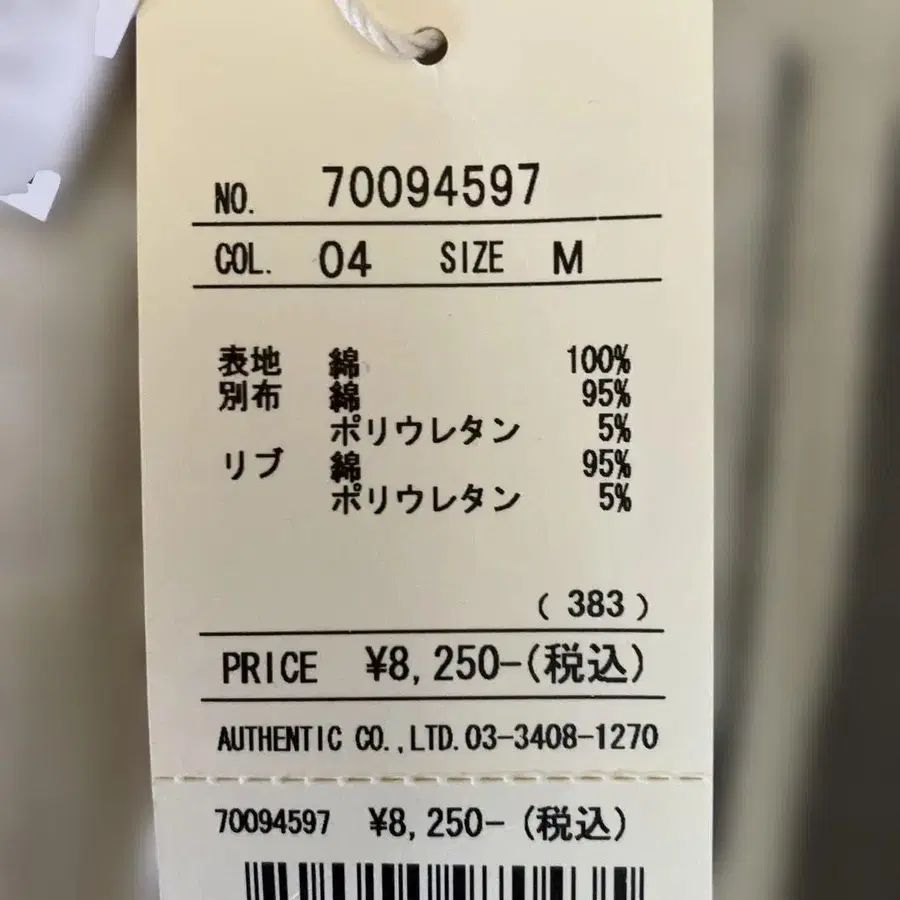 NO. 70094597
COL. 04 SIZE M
表地 綿 100%
別布 綿 95%
ポリウレタン 5%
リブ 綿 95%
ポリウレタン 5%
( 383 )
PRICE ¥8,250-(税込)
AUTHENTIC CO.,LTD.03-3408-1270
70094597 ¥8,250- (税込)